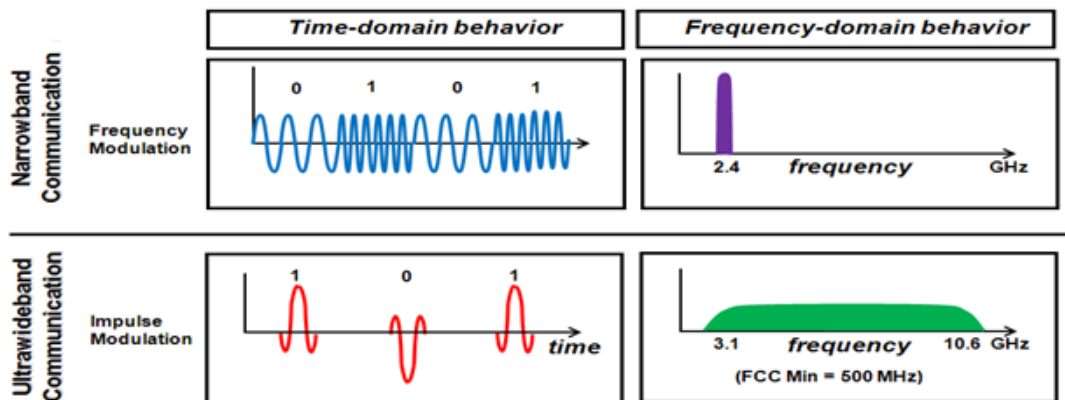 Time-domain behavior
Frequency-domain behavior
Narrowband
Communication
Frequency
Modulation
0 1 0 1
2.4 frequency GHz
Ultrawideband
Communication
Impulse
Modulation
1 0 1
time
3.1 frequency 10.6 GHz
(FCC Min = 500 MHz)